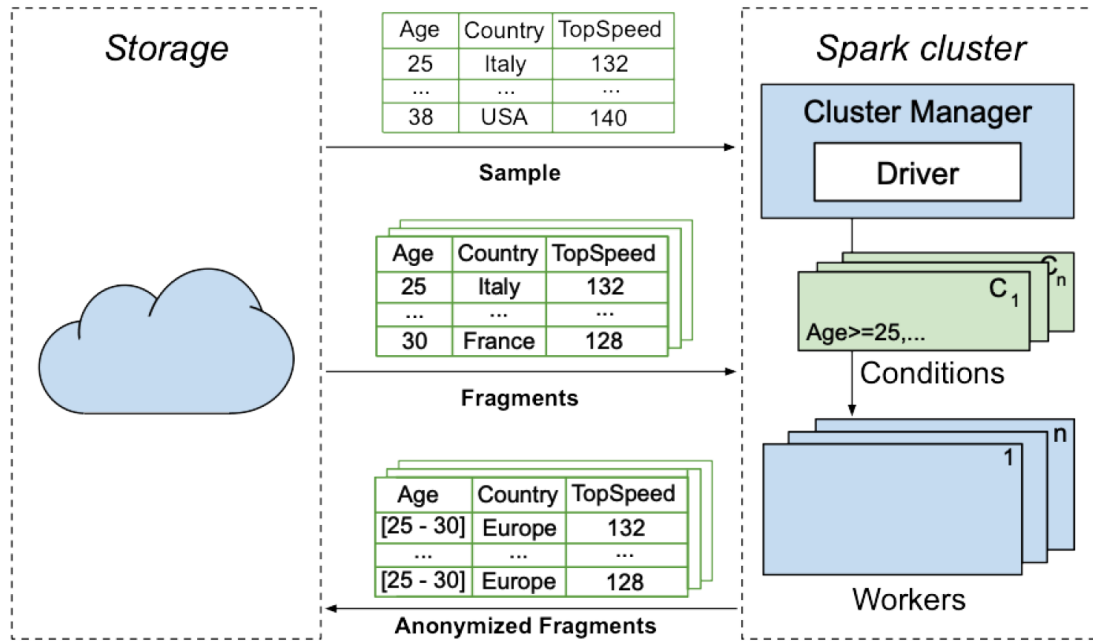 Storage
Age Country TopSpeed
25 Italy 132
... ... ...
38 USA 140
Sample
Age Country TopSpeed
25 Italy 132
... ... ...
30 France 128
Fragments
Age Country TopSpeed
[25 - 30] Europe 132
... ... ...
[25 - 30] Europe 128
Anonymized Fragments
Spark cluster
Cluster Manager
Driver
Cn
C1
Age>=25,...
Conditions
n
1
Workers